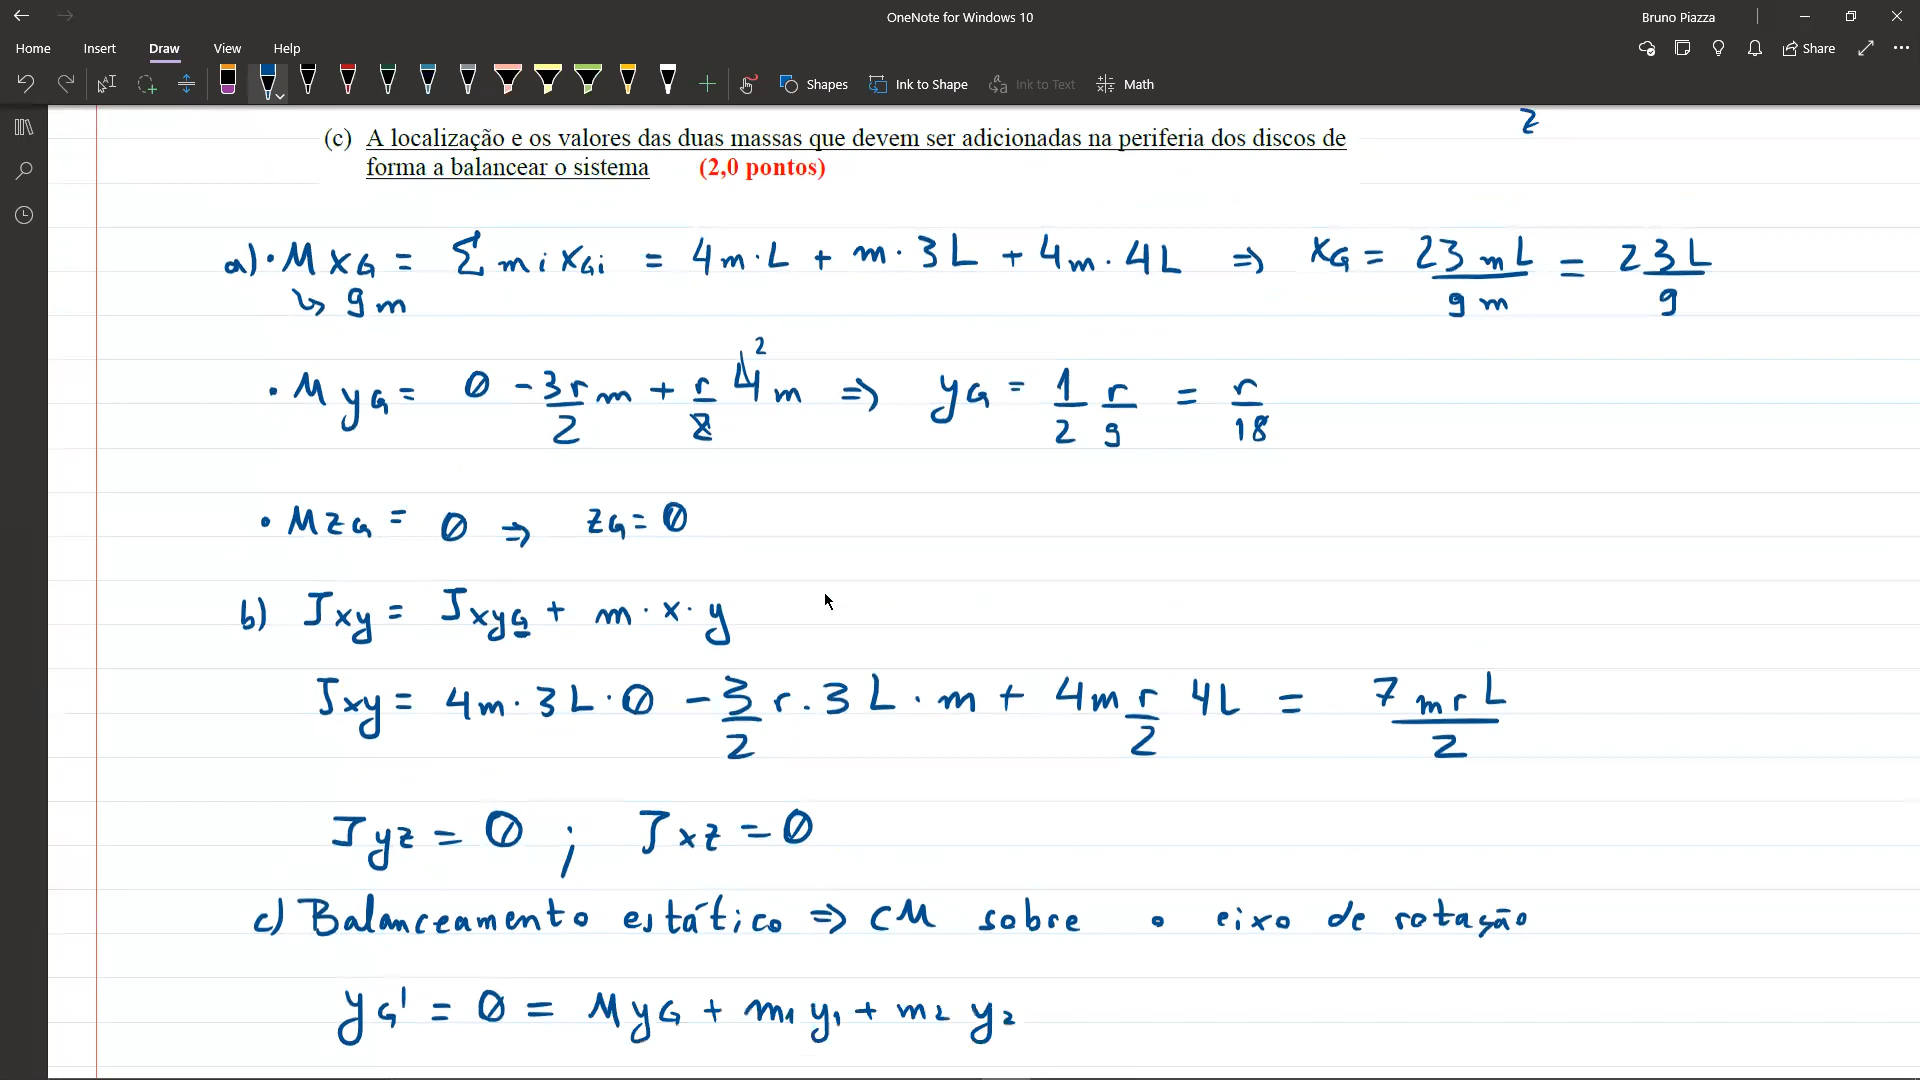 OneNote for Windows 10
Bruno Piazza
Home Insert Draw View Help
Share
Shapes Ink to Shape Ink to Text Math
z
(c) A localização e os valores das duas massas que devem ser adicionadas na periferia dos discos de
forma a balancear o sistema (2,0 pontos)
a) • M xG = Σ mi xGi = 4m · L + m · 3L + 4m · 4L ⇒ xG = 23 mL / 9m = 23L / 9
↳ 9m
• M yG = 0 - 3r/2 m + r/2 4² m ⇒ yG = 1/2 r/9 = r/18
• M zG = 0 ⇒ zG = 0
b) Jxy = JxyG + m · x · y
Jxy = 4m · 3L · 0 - 3/2 r . 3L . m + 4m r/2 4L = 7 m r L / 2
Jyz = 0 ; Jxz = 0
c) Balanceamento estático ⇒ CM sobre o eixo de rotação
yG' = 0 = M yG + m1 y1 + m2 y2